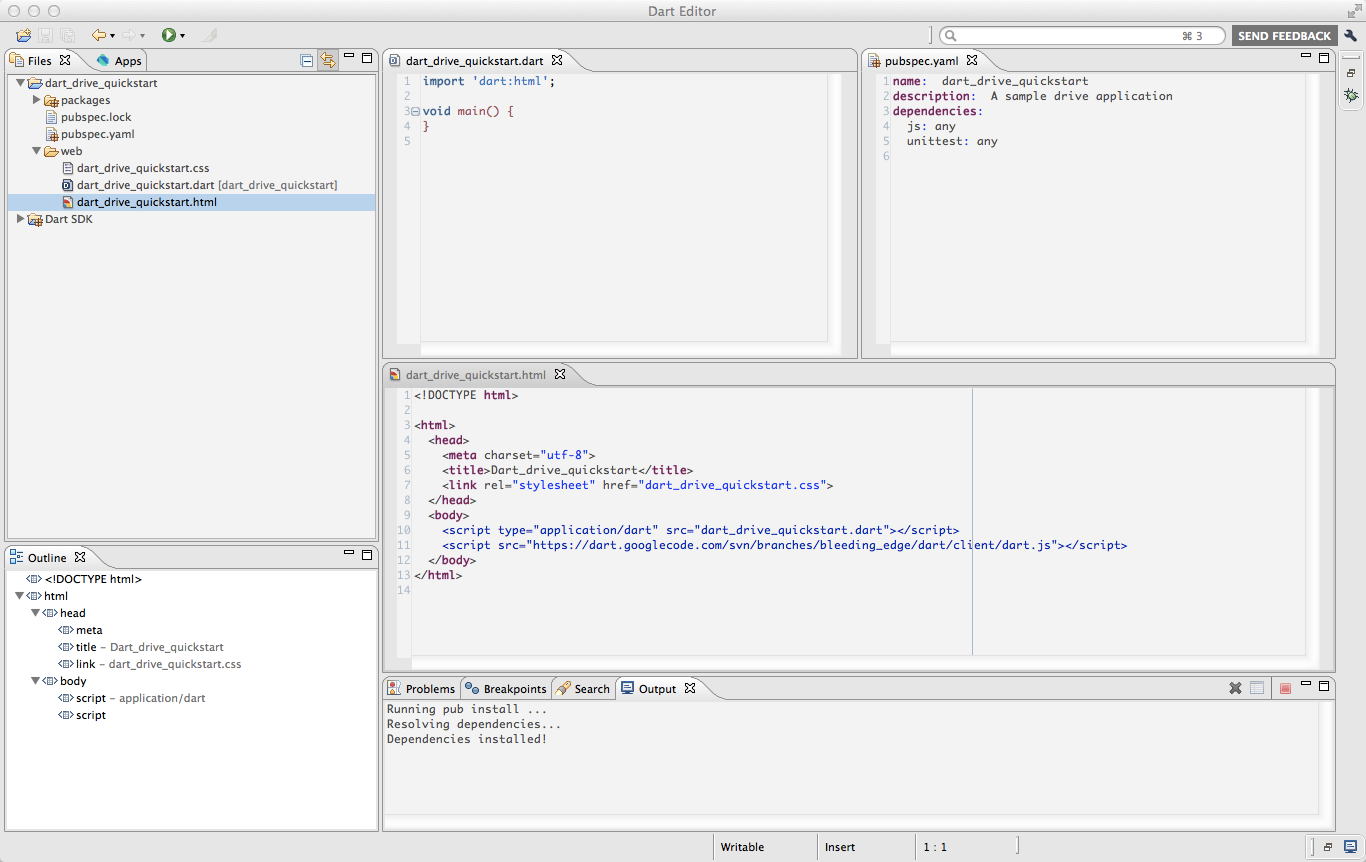 Dart Editor
⌘ 3
SEND FEEDBACK
Files
Apps
dart_drive_quickstart
packages
pubspec.lock
pubspec.yaml
web
dart_drive_quickstart.css
dart_drive_quickstart.dart [dart_drive_quickstart]
dart_drive_quickstart.html
Dart SDK
Outline
<!DOCTYPE html>
html
head
meta
title – Dart_drive_quickstart
link – dart_drive_quickstart.css
body
script – application/dart
script
dart_drive_quickstart.dart
1 import 'dart:html';
2
3 void main() {
4 }
5
pubspec.yaml
1 name:  dart_drive_quickstart
2 description:  A sample drive application
3 dependencies:
4   js: any
5   unittest: any
6
dart_drive_quickstart.html
1 <!DOCTYPE html>
2
3 <html>
4   <head>
5     <meta charset="utf-8">
6     <title>Dart_drive_quickstart</title>
7     <link rel="stylesheet" href="dart_drive_quickstart.css">
8   </head>
9   <body>
10     <script type="application/dart" src="dart_drive_quickstart.dart"></script>
11     <script src="https://dart.googlecode.com/svn/branches/bleeding_edge/dart/client/dart.js"></script>
12   </body>
13 </html>
14
Problems
Breakpoints
Search
Output
Running pub install ...
Resolving dependencies...
Dependencies installed!
Writable
Insert
1 : 1